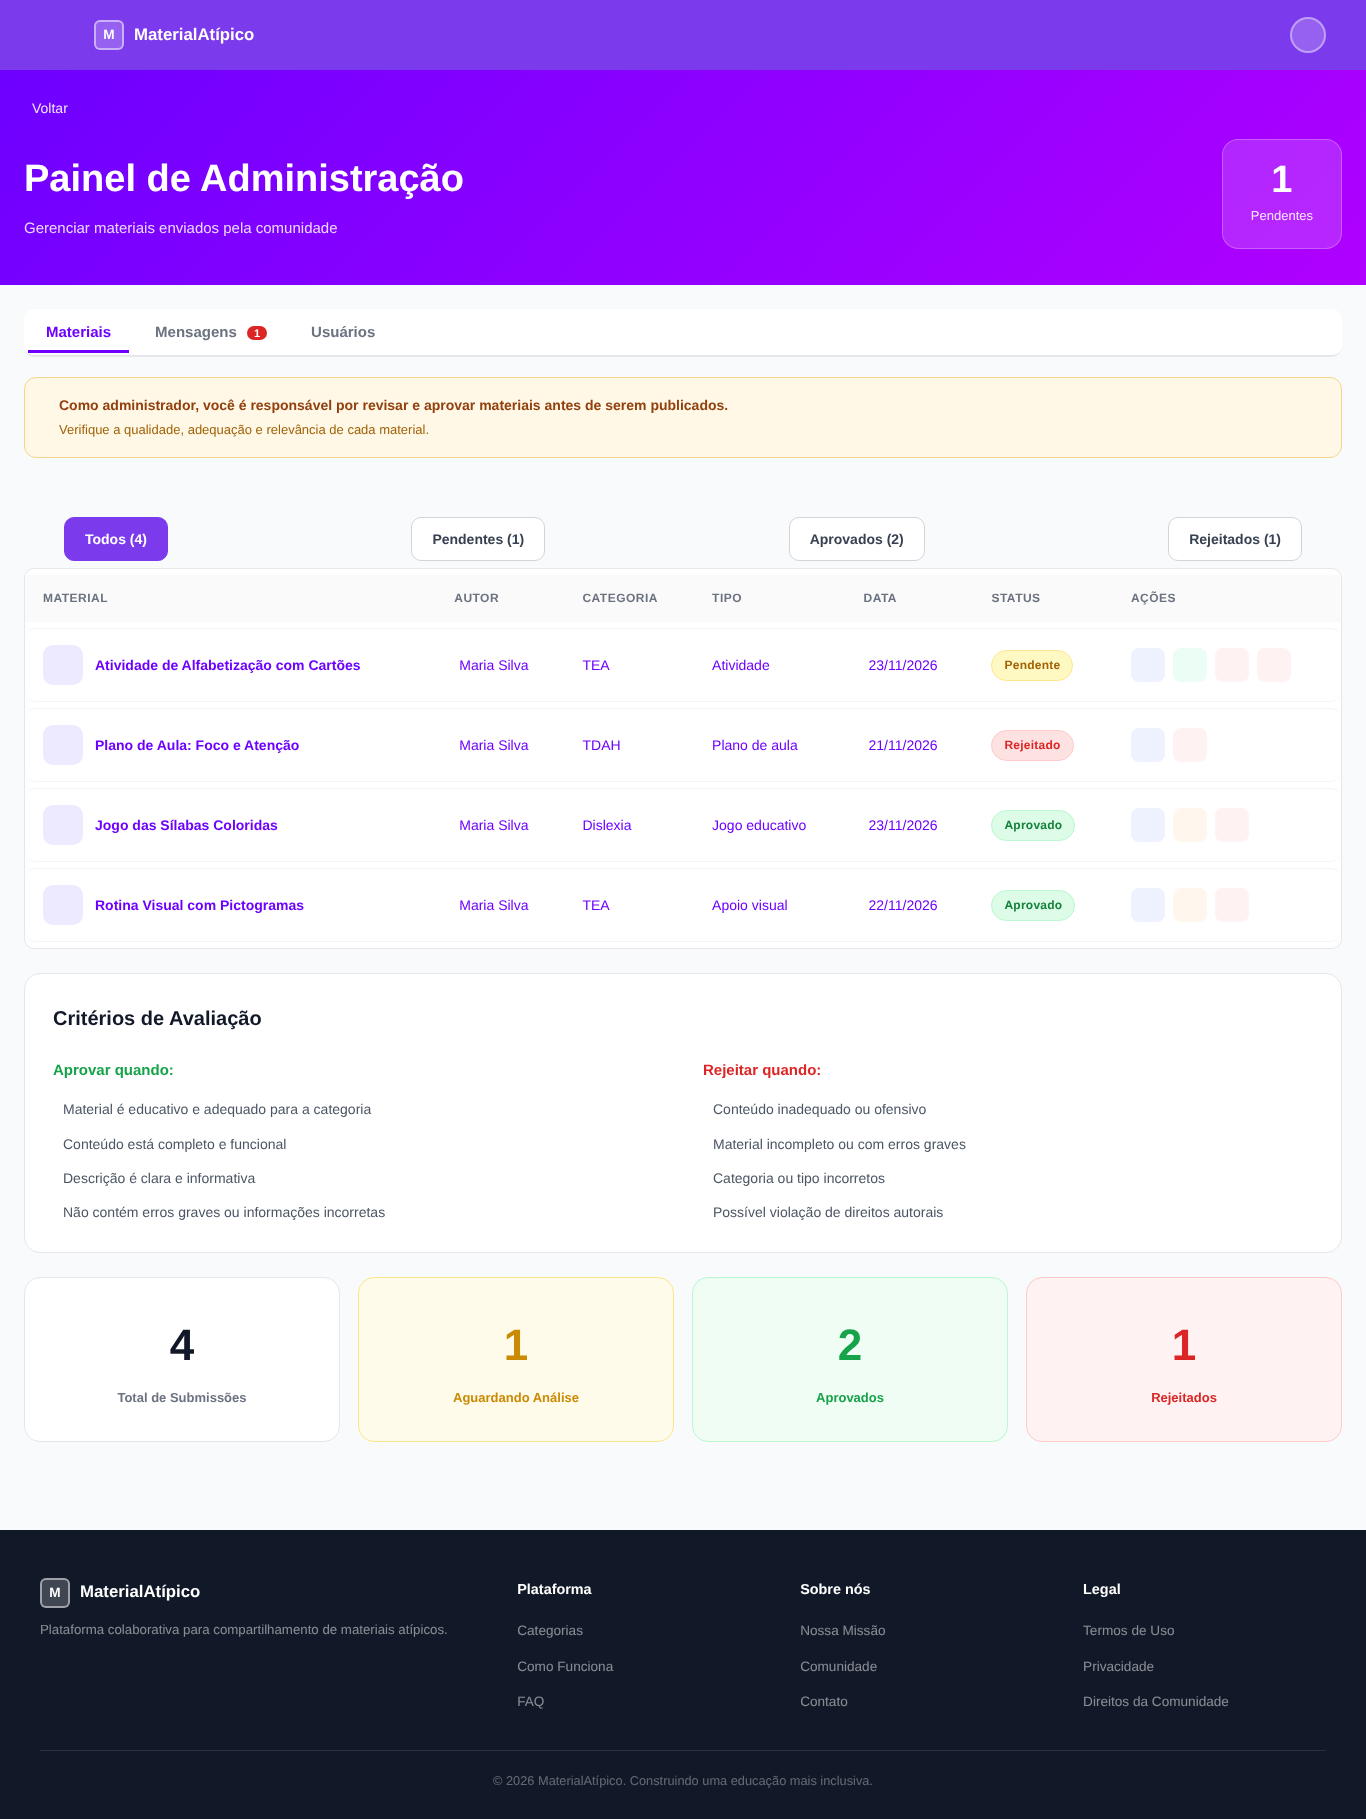 M MaterialAtípico
Voltar
Painel de Administração
Gerenciar materiais enviados pela comunidade
1
Pendentes
Materiais Mensagens 1 Usuários
Como administrador, você é responsável por revisar e aprovar materiais antes de serem publicados.
Verifique a qualidade, adequação e relevância de cada material.
Todos (4) Pendentes (1) Aprovados (2) Rejeitados (1)
MATERIAL AUTOR CATEGORIA TIPO DATA STATUS AÇÕES
Atividade de Alfabetização com Cartões Maria Silva TEA Atividade 23/11/2026 Pendente
Plano de Aula: Foco e Atenção Maria Silva TDAH Plano de aula 21/11/2026 Rejeitado
Jogo das Sílabas Coloridas Maria Silva Dislexia Jogo educativo 23/11/2026 Aprovado
Rotina Visual com Pictogramas Maria Silva TEA Apoio visual 22/11/2026 Aprovado
Critérios de Avaliação
Aprovar quando:
Material é educativo e adequado para a categoria
Conteúdo está completo e funcional
Descrição é clara e informativa
Não contém erros graves ou informações incorretas
Rejeitar quando:
Conteúdo inadequado ou ofensivo
Material incompleto ou com erros graves
Categoria ou tipo incorretos
Possível violação de direitos autorais
4
Total de Submissões
1
Aguardando Análise
2
Aprovados
1
Rejeitados
M MaterialAtípico
Plataforma colaborativa para compartilhamento de materiais atípicos.
Plataforma
Categorias
Como Funciona
FAQ
Sobre nós
Nossa Missão
Comunidade
Contato
Legal
Termos de Uso
Privacidade
Direitos da Comunidade
© 2026 MaterialAtípico. Construindo uma educação mais inclusiva.